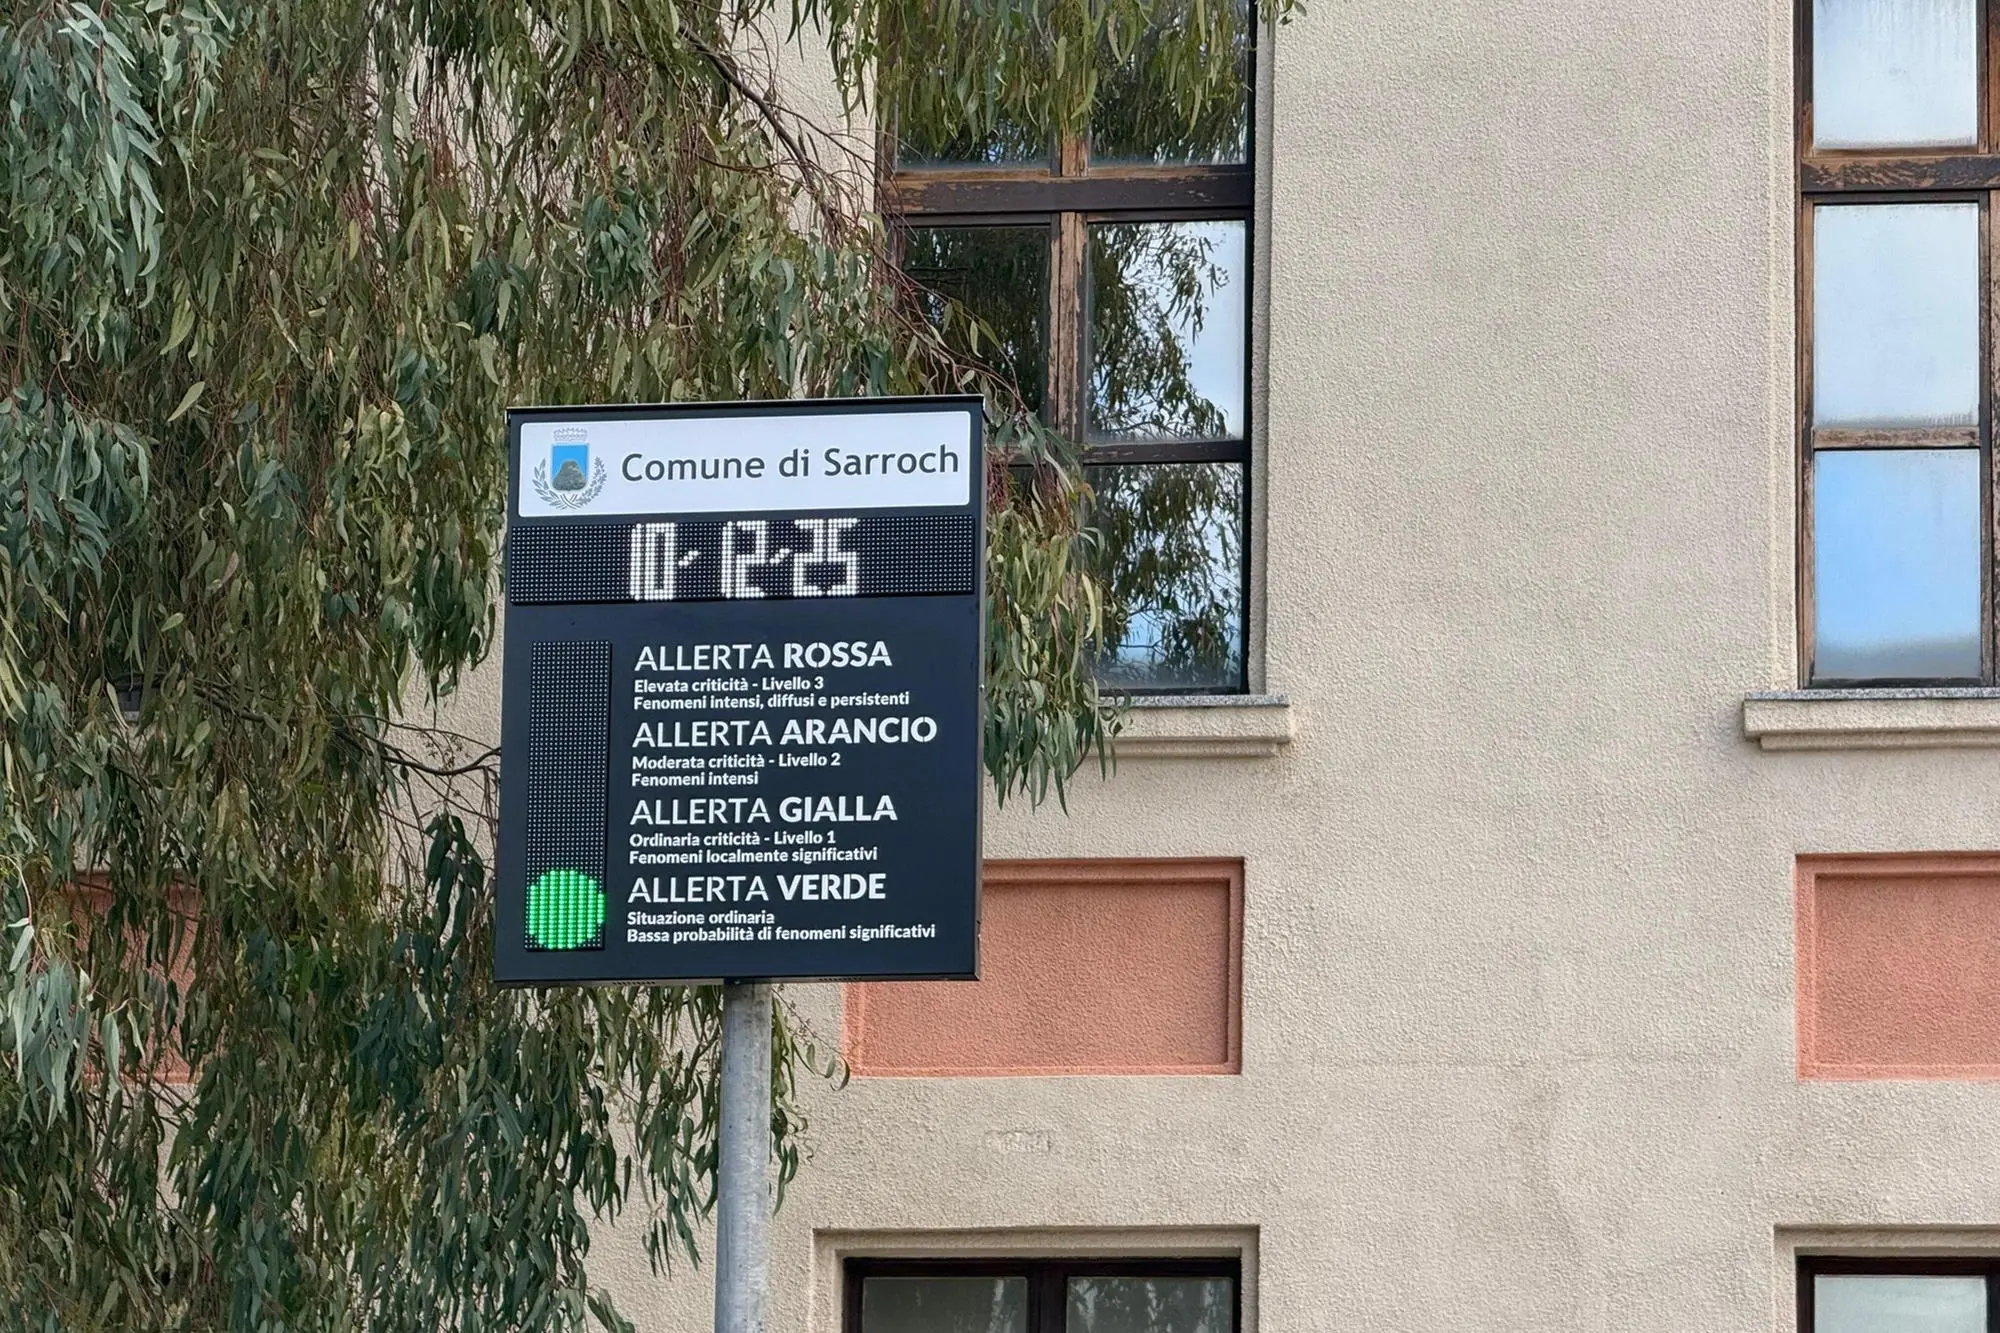 Comune di Sarroch
10-12-25
ALLERTA ROSSA
Elevata criticità - Livello 3
Fenomeni intensi, diffusi e persistenti
ALLERTA ARANCIO
Moderata criticità - Livello 2
Fenomeni intensi
ALLERTA GIALLA
Ordinaria criticità - Livello 1
Fenomeni localmente significativi
ALLERTA VERDE
Situazione ordinaria
Bassa probabilità di fenomeni significativi